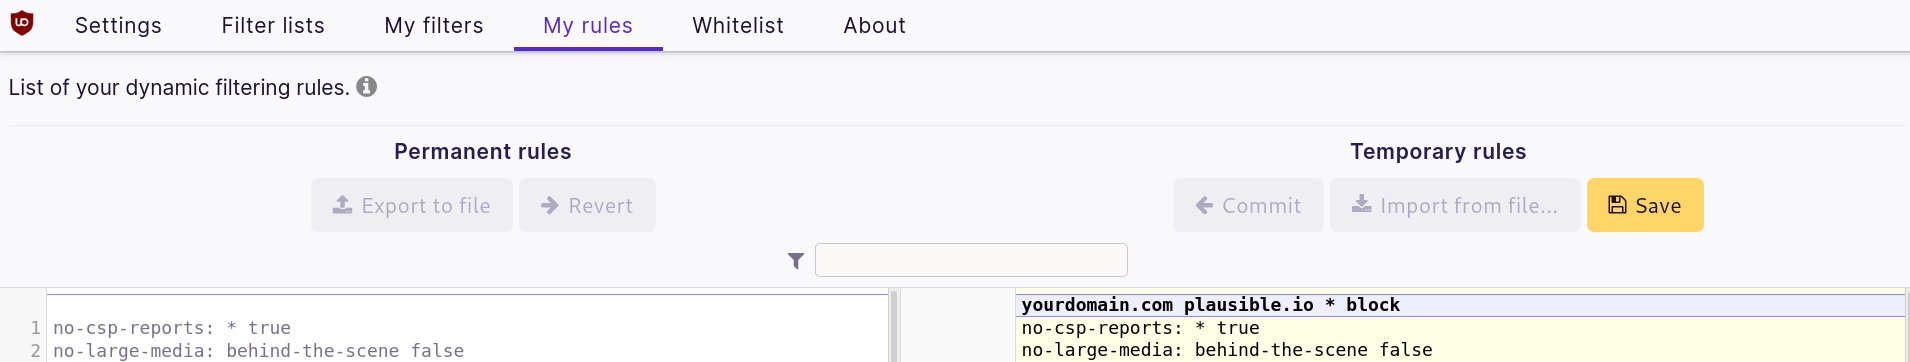 uO Settings Filter lists My filters My rules Whitelist About
List of your dynamic filtering rules.
Permanent rules
Export to file Revert
Temporary rules
Commit Import from file... Save
1 no-csp-reports: * true
2 no-large-media: behind-the-scene false
yourdomain.com plausible.io * block
no-csp-reports: * true
no-large-media: behind-the-scene false